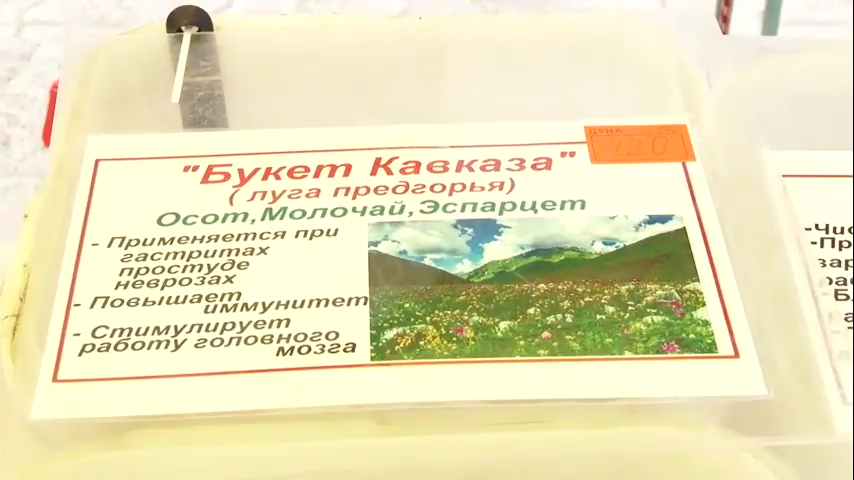 ЦЕНА
"Букет Кавказа"
(луга предгорья)
Осот,Молочай,Эспарцет
- Применяется при
гастритах
простуде
неврозах
- Повышает
иммунитет
- Стимулирует
работу головного
мозга